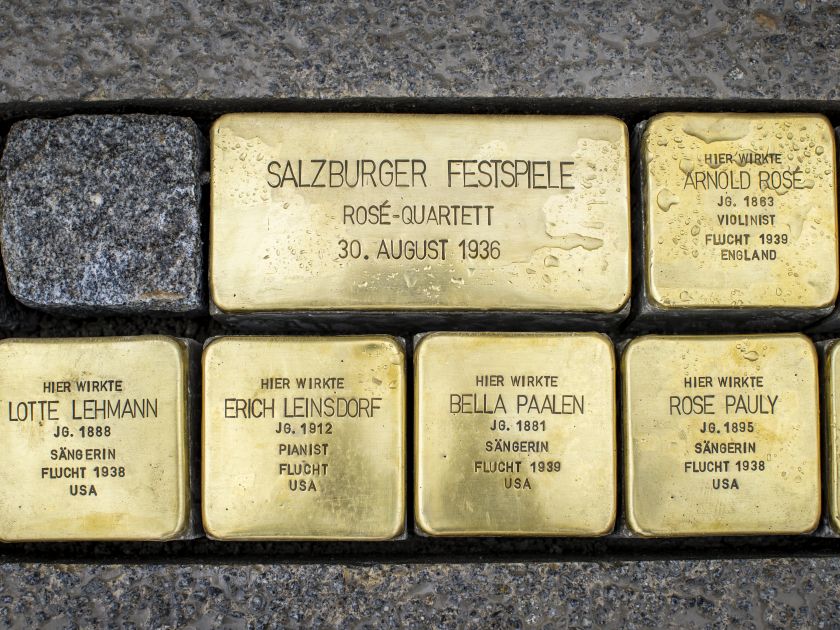 SALZBURGER FESTSPIELE
ROSÉ-QUARTETT
30. AUGUST 1936
HIER WIRKTE
ARNOLD ROSÉ
JG. 1863
VIOLINIST
FLUCHT 1939
ENGLAND
HIER WIRKTE
LOTTE LEHMANN
JG. 1888
SÄNGERIN
FLUCHT 1938
USA
HIER WIRKTE
ERICH LEINSDORF
JG. 1912
PIANIST
FLUCHT
USA
HIER WIRKTE
BELLA PAALEN
JG. 1881
SÄNGERIN
FLUCHT 1939
USA
HIER WIRKTE
ROSE PAULY
JG. 1895
SÄNGERIN
FLUCHT 1938
USA